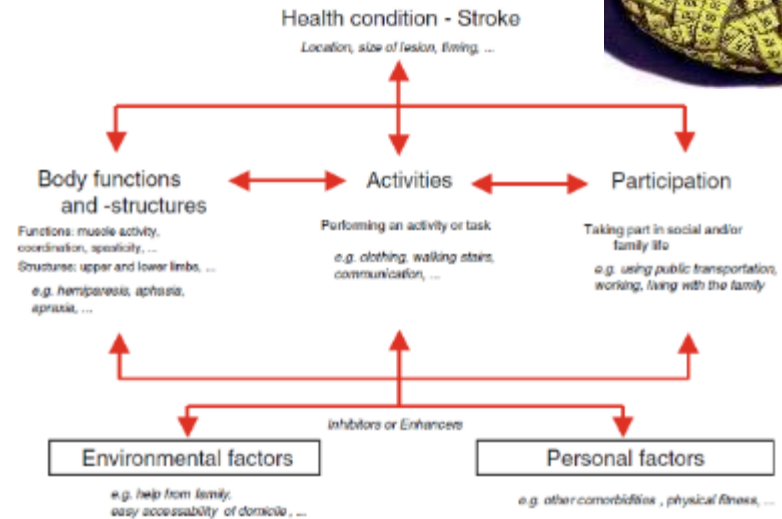 Health condition - Stroke
Location, size of lesion, timing, ...
Body functions
and -structures
Functions: muscle activity,
coordination, spasticity, ...
Structures: upper and lower limbs, ...
e.g. hemiparesis, aphasia,
apraxia, ...
Activities
Performing an activity or task
e.g. clothing, walking stairs,
communication, ...
Participation
Taking part in social and/or
family life
e.g. using public transportation,
working, living with the family
Inhibitors or Enhancers
Environmental factors
e.g. help from family,
easy accessability of domicile , ...
Personal factors
e.g. other comorbidities , physical fitness, ...